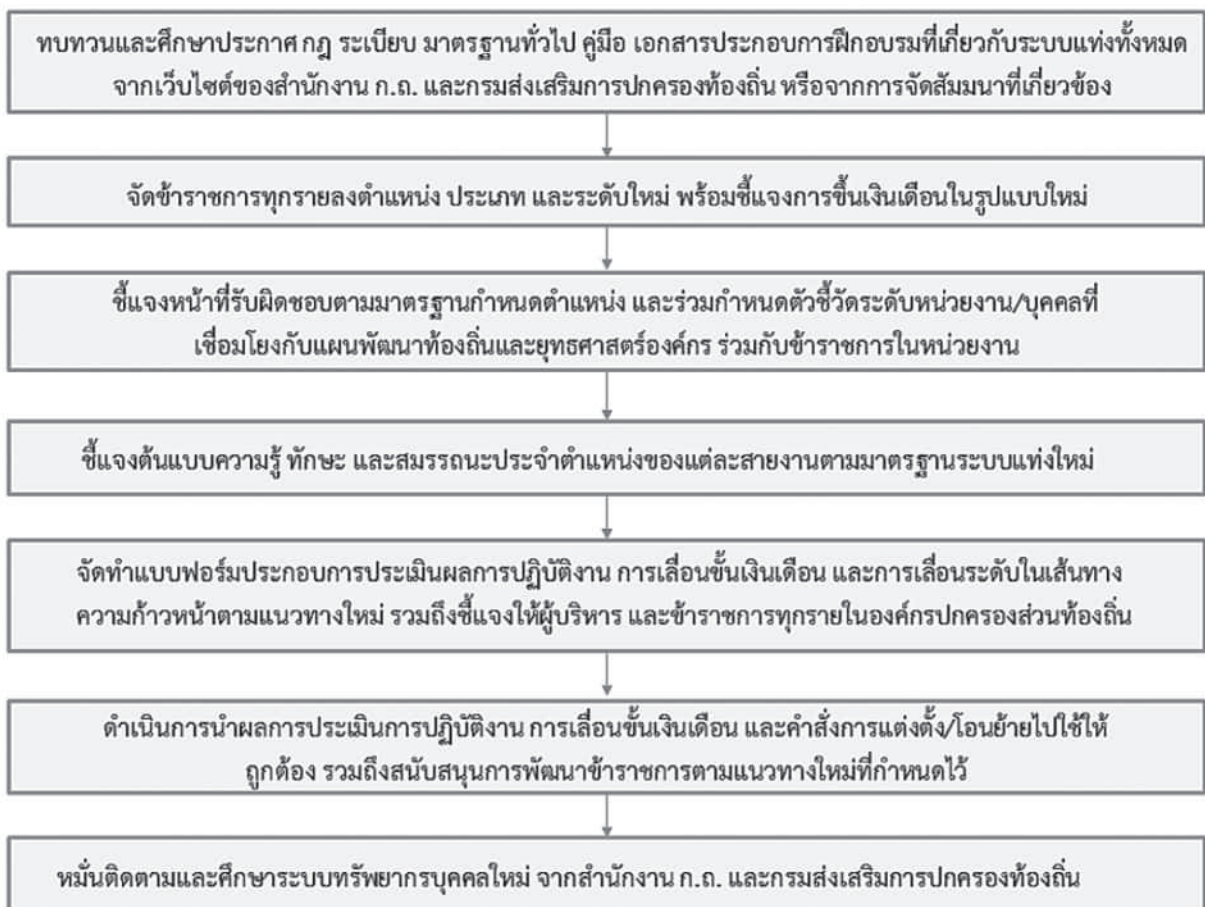 ทบทวนและศึกษาประกาศ กฎ ระเบียบ มาตรฐานทั่วไป คู่มือ เอกสารประกอบการฝึกอบรมที่เกี่ยวกับระบบแท่งทั้งหมด
จากเว็บไซต์ของสำนักงาน ก.ถ. และกรมส่งเสริมการปกครองท้องถิ่น หรือจากการจัดสัมมนาที่เกี่ยวข้อง
จัดข้าราชการทุกรายลงตำแหน่ง ประเภท และระดับใหม่ พร้อมชี้แจงการขึ้นเงินเดือนในรูปแบบใหม่
ชี้แจงหน้าที่รับผิดชอบตามมาตรฐานกำหนดตำแหน่ง และร่วมกำหนดตัวชี้วัดระดับหน่วยงาน/บุคคลที่
เชื่อมโยงกับแผนพัฒนาท้องถิ่นและยุทธศาสตร์องค์กร ร่วมกับข้าราชการในหน่วยงาน
ชี้แจงต้นแบบความรู้ ทักษะ และสมรรถนะประจำตำแหน่งของแต่ละสายงานตามมาตรฐานระบบแท่งใหม่
จัดทำแบบฟอร์มประกอบการประเมินผลการปฏิบัติงาน การเลื่อนขั้นเงินเดือน และการเลื่อนระดับในเส้นทาง
ความก้าวหน้าตามแนวทางใหม่ รวมถึงชี้แจงให้ผู้บริหาร และข้าราชการทุกรายในองค์กรปกครองส่วนท้องถิ่น
ดำเนินการนำผลการประเมินการปฏิบัติงาน การเลื่อนขั้นเงินเดือน และคำสั่งการแต่งตั้ง/โอนย้ายไปใช้ให้
ถูกต้อง รวมถึงสนับสนุนการพัฒนาข้าราชการตามแนวทางใหม่ที่กำหนดไว้
หมั่นติดตามและศึกษาระบบทรัพยากรบุคคลใหม่ จากสำนักงาน ก.ถ. และกรมส่งเสริมการปกครองท้องถิ่น